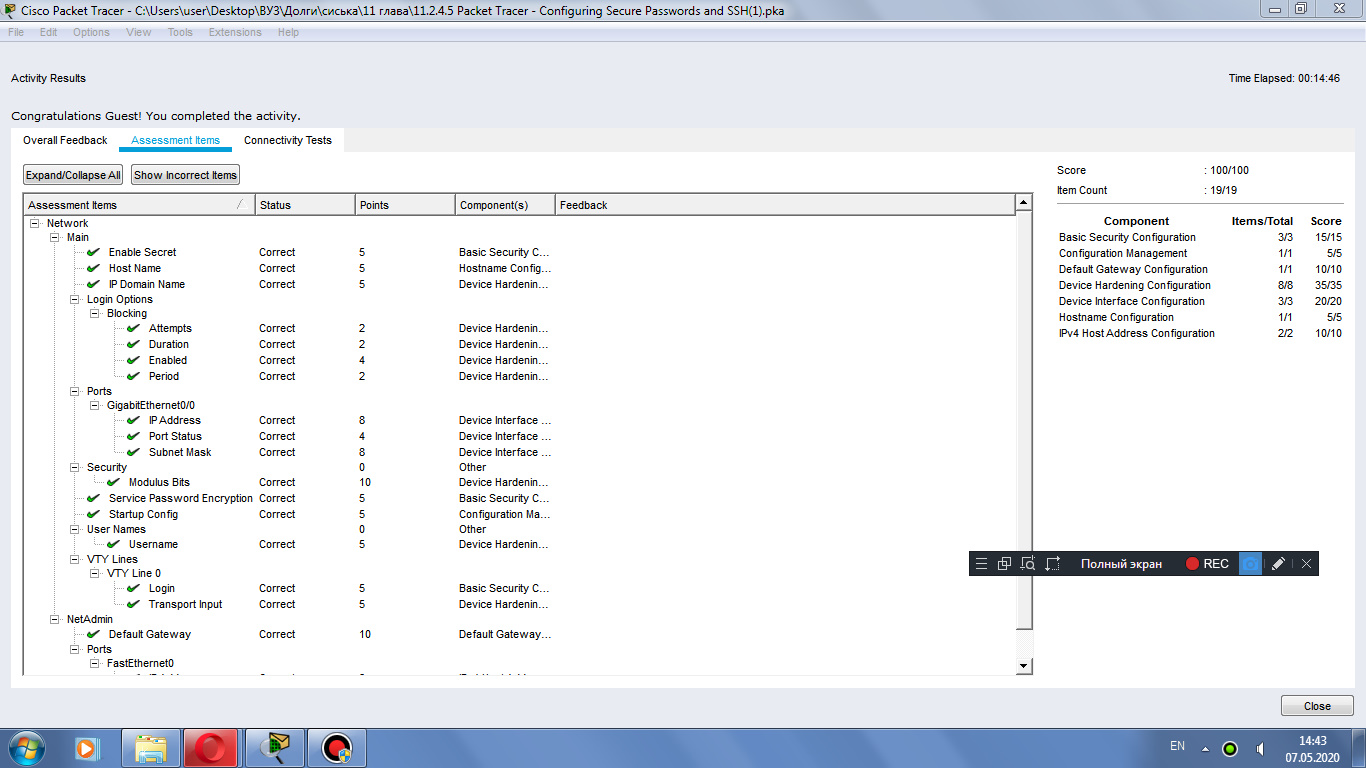 Cisco Packet Tracer - C:\Users\user\Desktop\ВУЗ\Долги\сиська\11 глава\11.2.4.5 Packet Tracer - Configuring Secure Passwords and SSH(1).pka
File Edit Options View Tools Extensions Help
Activity Results
Time Elapsed: 00:14:46
Congratulations Guest! You completed the activity.
Overall Feedback Assessment Items Connectivity Tests
Expand/Collapse All Show Incorrect Items
Assessment Items Status Points Component(s) Feedback
Network
Main
Enable Secret Correct 5 Basic Security C...
Host Name Correct 5 Hostname Config...
IP Domain Name Correct 5 Device Hardenin...
Login Options
Blocking
Attempts Correct 2 Device Hardenin...
Duration Correct 2 Device Hardenin...
Enabled Correct 4 Device Hardenin...
Period Correct 2 Device Hardenin...
Ports
GigabitEthernet0/0
IP Address Correct 8 Device Interface ...
Port Status Correct 4 Device Interface ...
Subnet Mask Correct 8 Device Interface ...
Security 0 Other
Modulus Bits Correct 10 Device Hardenin...
Service Password Encryption Correct 5 Basic Security C...
Startup Config Correct 5 Configuration Ma...
User Names 0 Other
Username Correct 5 Device Hardenin...
VTY Lines
VTY Line 0
Login Correct 5 Basic Security C...
Transport Input Correct 5 Device Hardenin...
NetAdmin
Default Gateway Correct 10 Default Gateway...
Ports
FastEthernet0
Score : 100/100
Item Count : 19/19
Component Items/Total Score
Basic Security Configuration 3/3 15/15
Configuration Management 1/1 5/5
Default Gateway Configuration 1/1 10/10
Device Hardening Configuration 8/8 35/35
Device Interface Configuration 3/3 20/20
Hostname Configuration 1/1 5/5
IPv4 Host Address Configuration 2/2 10/10
Полный экран REC
Close
EN
14:43
07.05.2020